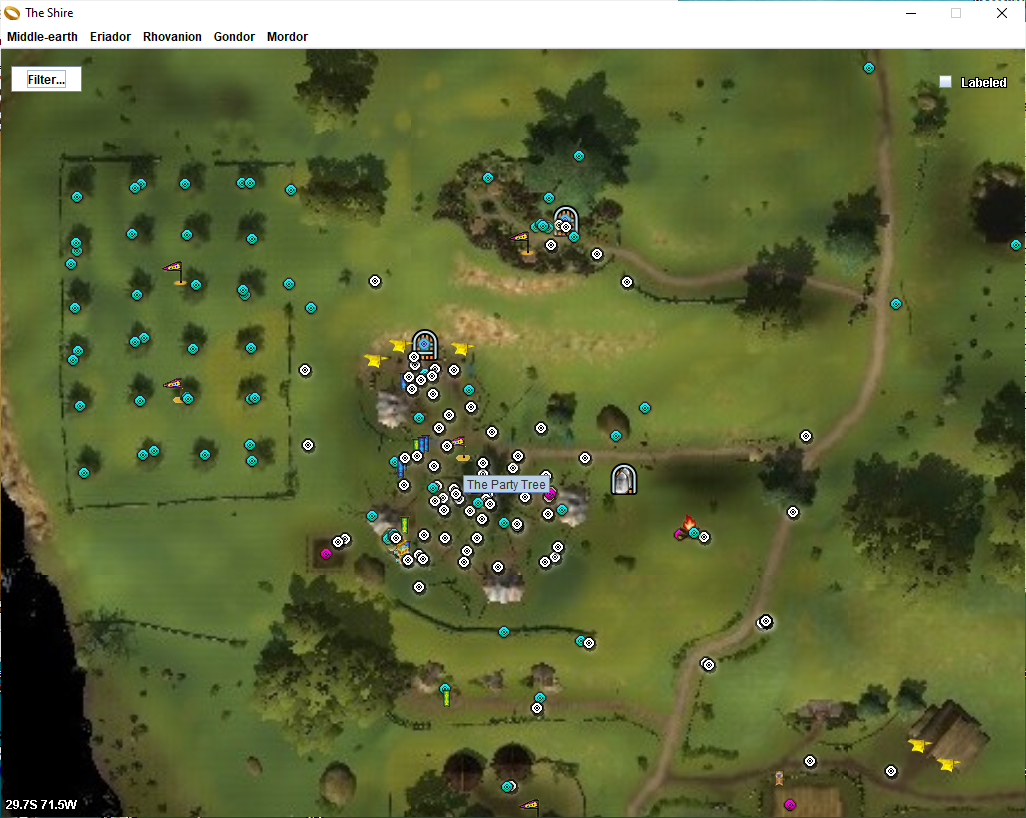 The Shire
Middle-earth Eriador Rhovanion Gondor Mordor
Filter...
Labeled
The Party Tree
29.7S 71.5W